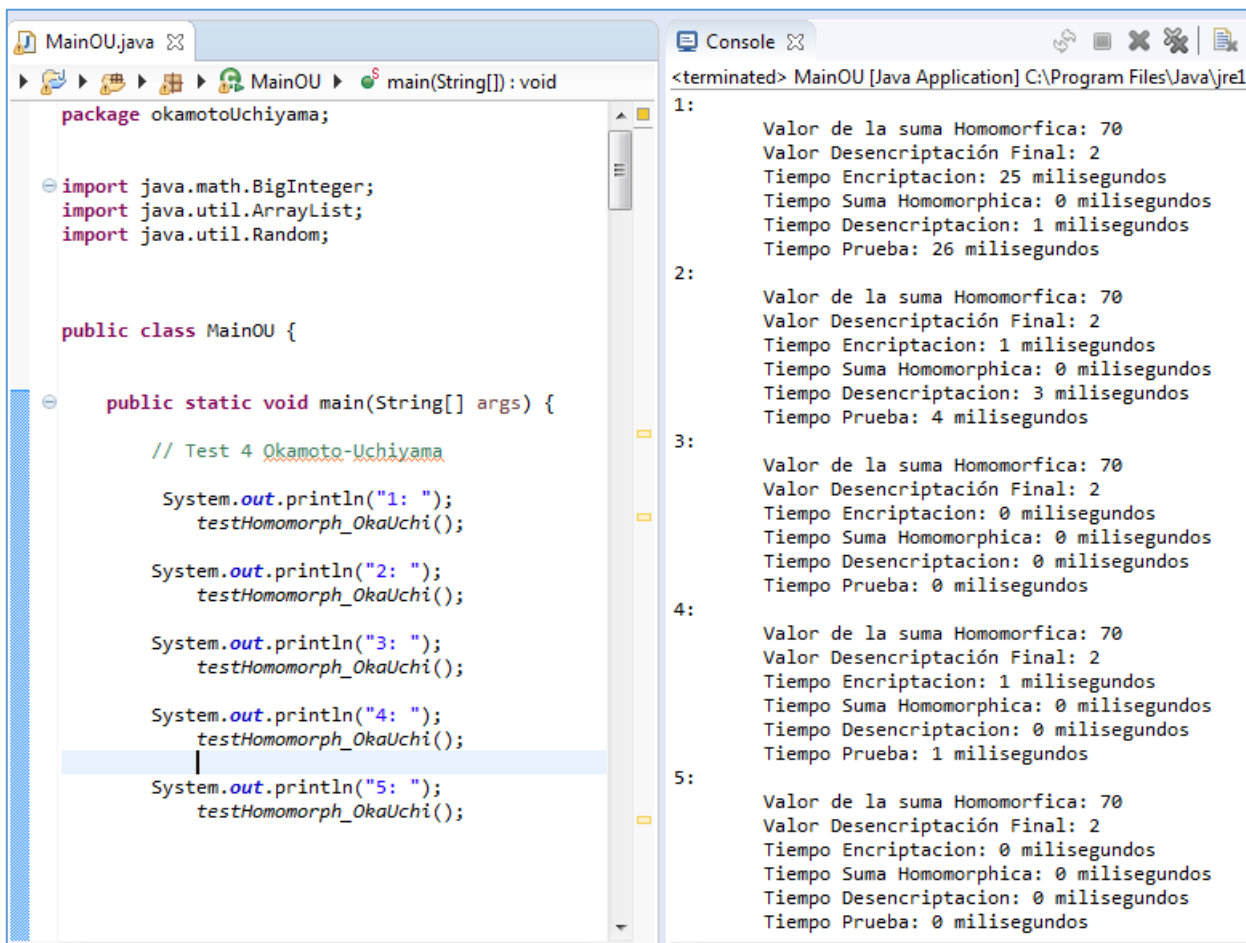 MainOU.java
MainOU main(String[]) : void
package okamotoUchiyama;
import java.math.BigInteger;
import java.util.ArrayList;
import java.util.Random;
public class MainOU {
public static void main(String[] args) {
// Test 4 Okamoto-Uchiyama
System.out.println("1: ");
testHomomorph_OkaUchi();
System.out.println("2: ");
testHomomorph_OkaUchi();
System.out.println("3: ");
testHomomorph_OkaUchi();
System.out.println("4: ");
testHomomorph_OkaUchi();
System.out.println("5: ");
testHomomorph_OkaUchi();
Console
<terminated> MainOU [Java Application] C:\Program Files\Java\jre1
1:
Valor de la suma Homomorfica: 70
Valor Desencriptación Final: 2
Tiempo Encriptacion: 25 milisegundos
Tiempo Suma Homomorphica: 0 milisegundos
Tiempo Desencriptacion: 1 milisegundos
Tiempo Prueba: 26 milisegundos
2:
Valor de la suma Homomorfica: 70
Valor Desencriptación Final: 2
Tiempo Encriptacion: 1 milisegundos
Tiempo Suma Homomorphica: 0 milisegundos
Tiempo Desencriptacion: 3 milisegundos
Tiempo Prueba: 4 milisegundos
3:
Valor de la suma Homomorfica: 70
Valor Desencriptación Final: 2
Tiempo Encriptacion: 0 milisegundos
Tiempo Suma Homomorphica: 0 milisegundos
Tiempo Desencriptacion: 0 milisegundos
Tiempo Prueba: 0 milisegundos
4:
Valor de la suma Homomorfica: 70
Valor Desencriptación Final: 2
Tiempo Encriptacion: 1 milisegundos
Tiempo Suma Homomorphica: 0 milisegundos
Tiempo Desencriptacion: 0 milisegundos
Tiempo Prueba: 1 milisegundos
5:
Valor de la suma Homomorfica: 70
Valor Desencriptación Final: 2
Tiempo Encriptacion: 0 milisegundos
Tiempo Suma Homomorphica: 0 milisegundos
Tiempo Desencriptacion: 0 milisegundos
Tiempo Prueba: 0 milisegundos